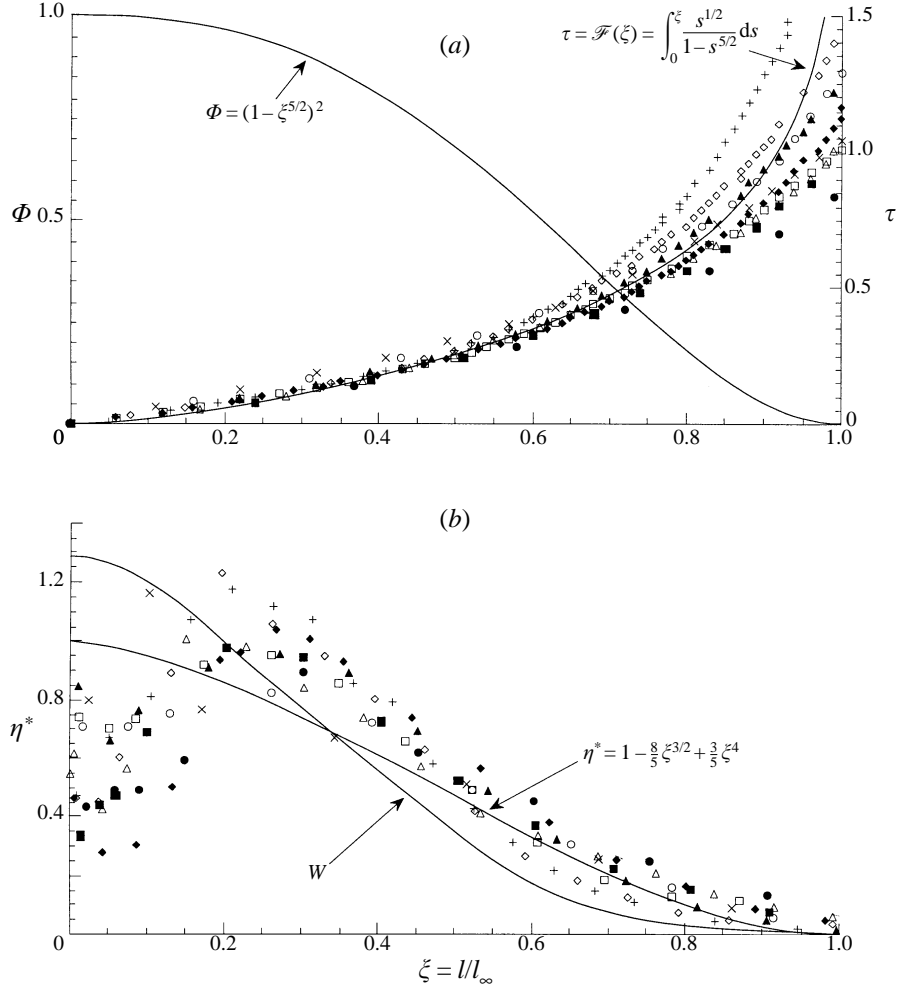 (a)
τ = ℱ(ξ) = ∫₀^ξ s^{1/2}/(1−s^{5/2}) ds
Φ = (1−ξ^{5/2})²
1.0
0.5
0
Φ
1.5
1.0
0.5
0
τ
0 0.2 0.4 0.6 0.8 1.0
(b)
1.2
0.8
0.4
0
η*
η* = 1 − 8/5 ξ^{3/2} + 3/5 ξ⁴
W
0 0.2 0.4 0.6 0.8 1.0
ξ = l/l_∞